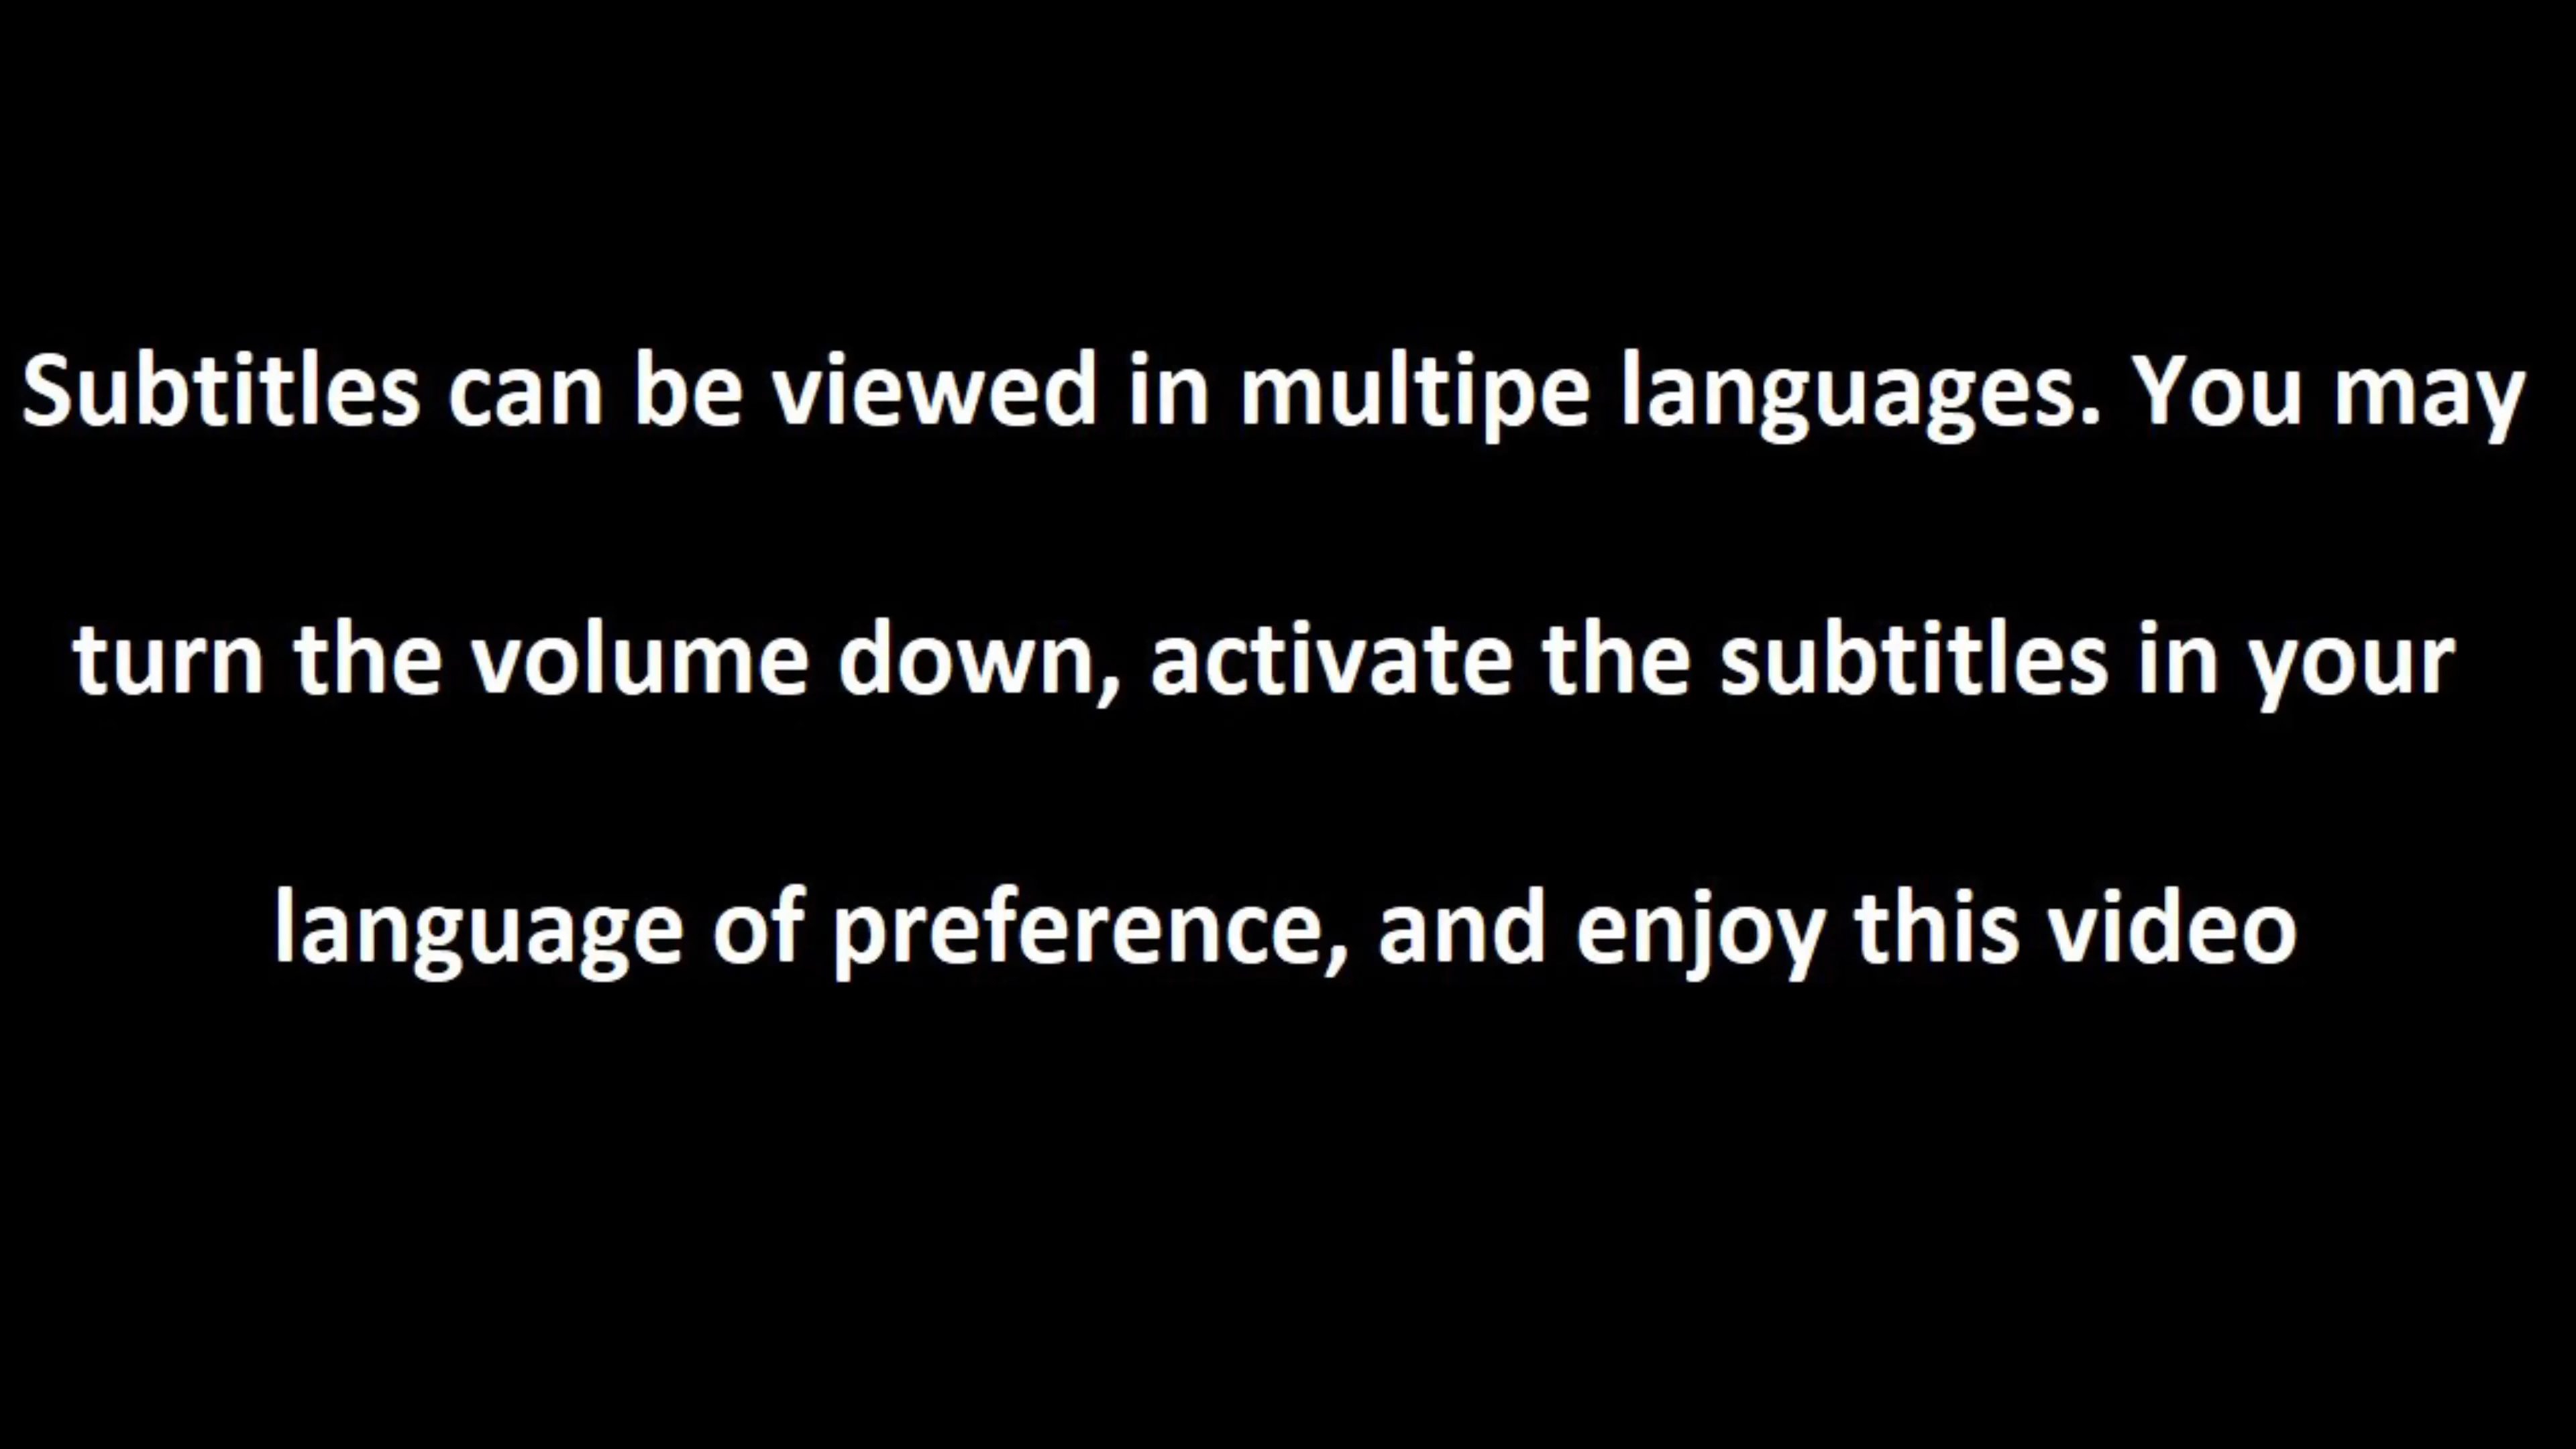 Subtitles can be viewed in multipe languages. You may
turn the volume down, activate the subtitles in your
language of preference, and enjoy this video